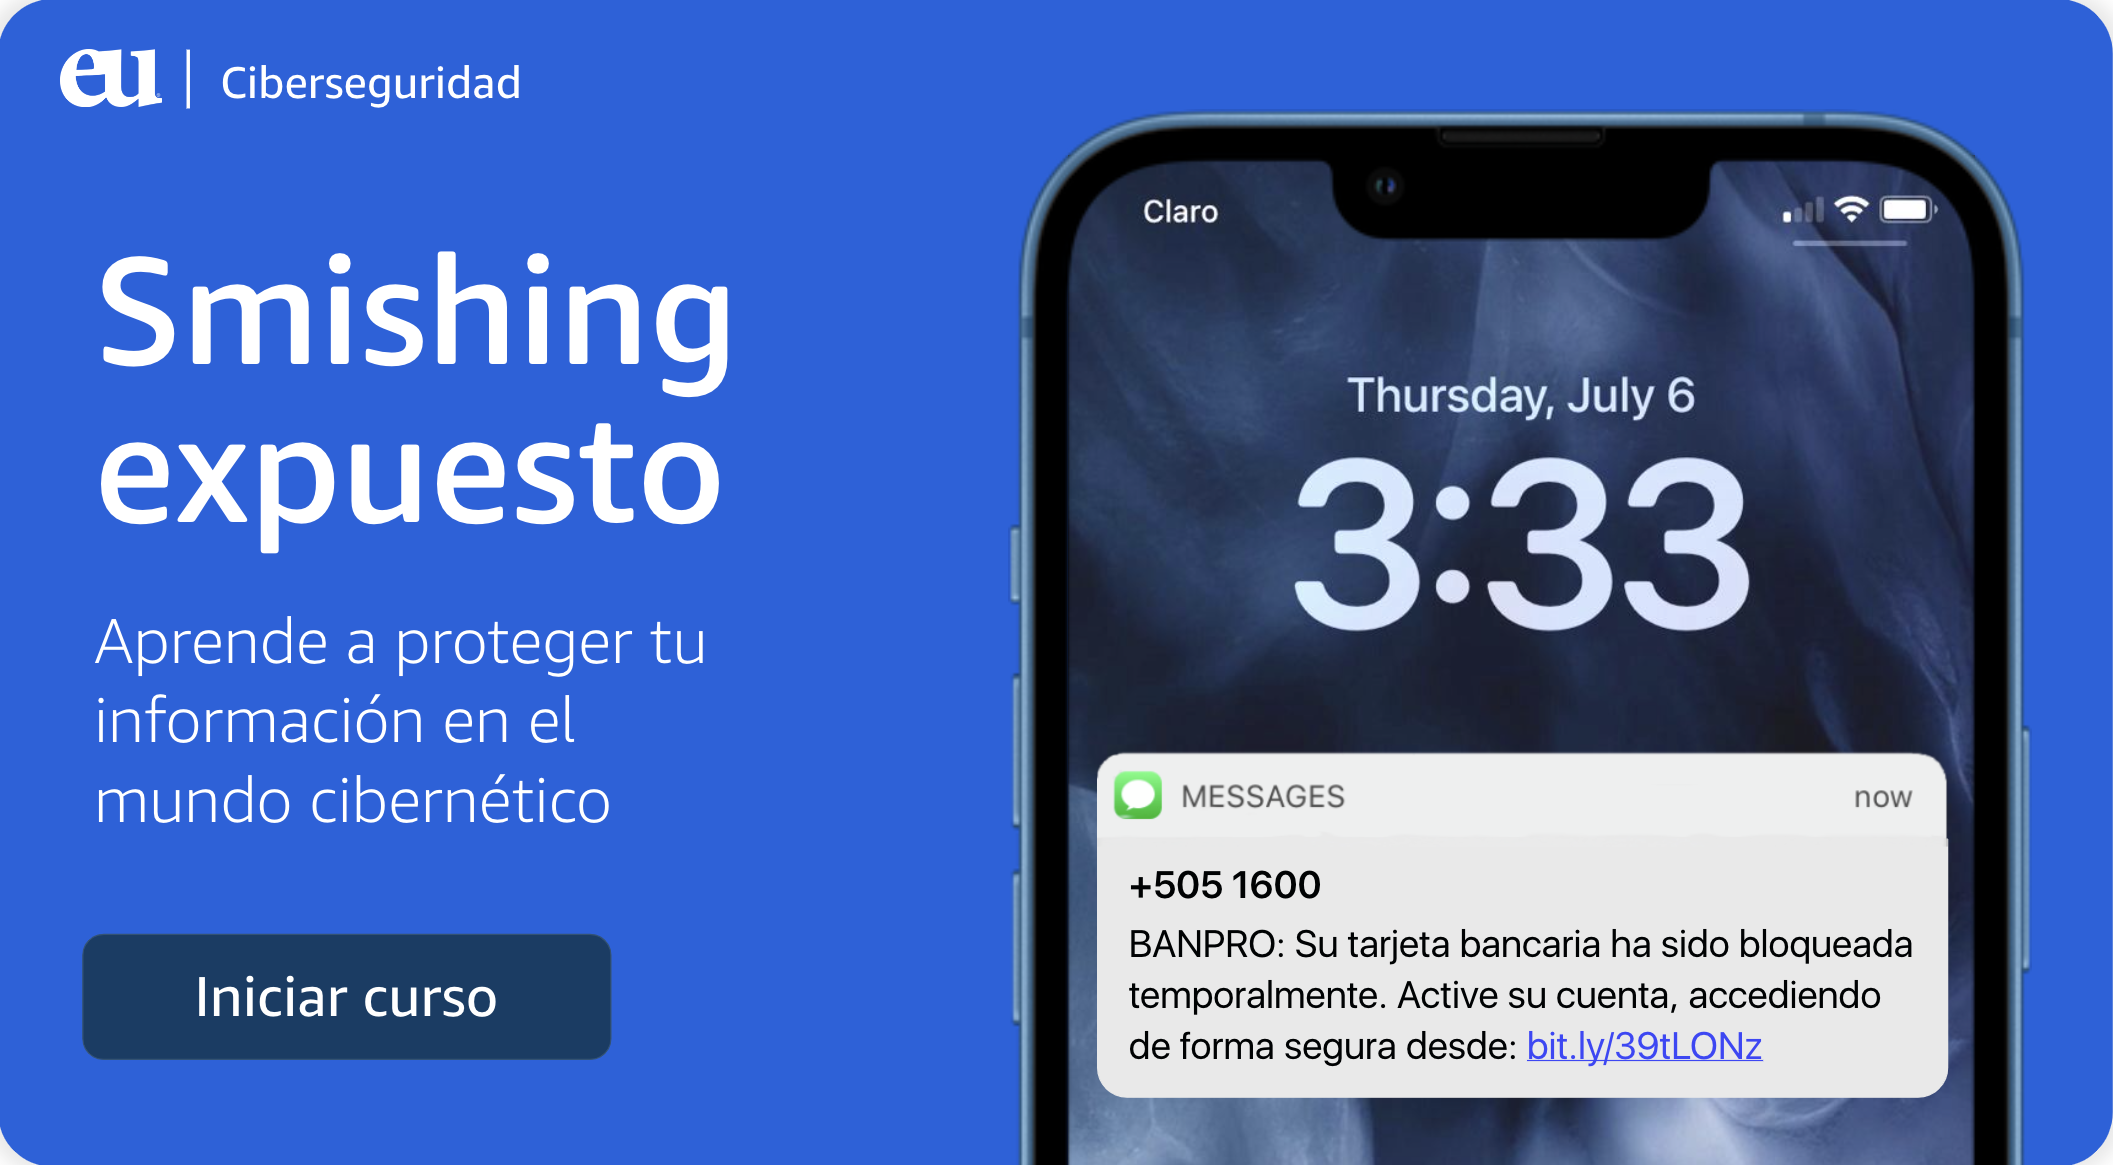 eu | Ciberseguridad
Smishing
expuesto
Aprende a proteger tu
información en el
mundo cibernético
Iniciar curso
Claro
Thursday, July 6
3:33
MESSAGES now
+505 1600
BANPRO: Su tarjeta bancaria ha sido bloqueada
temporalmente. Active su cuenta, accediendo
de forma segura desde: bit.ly/39tLONz